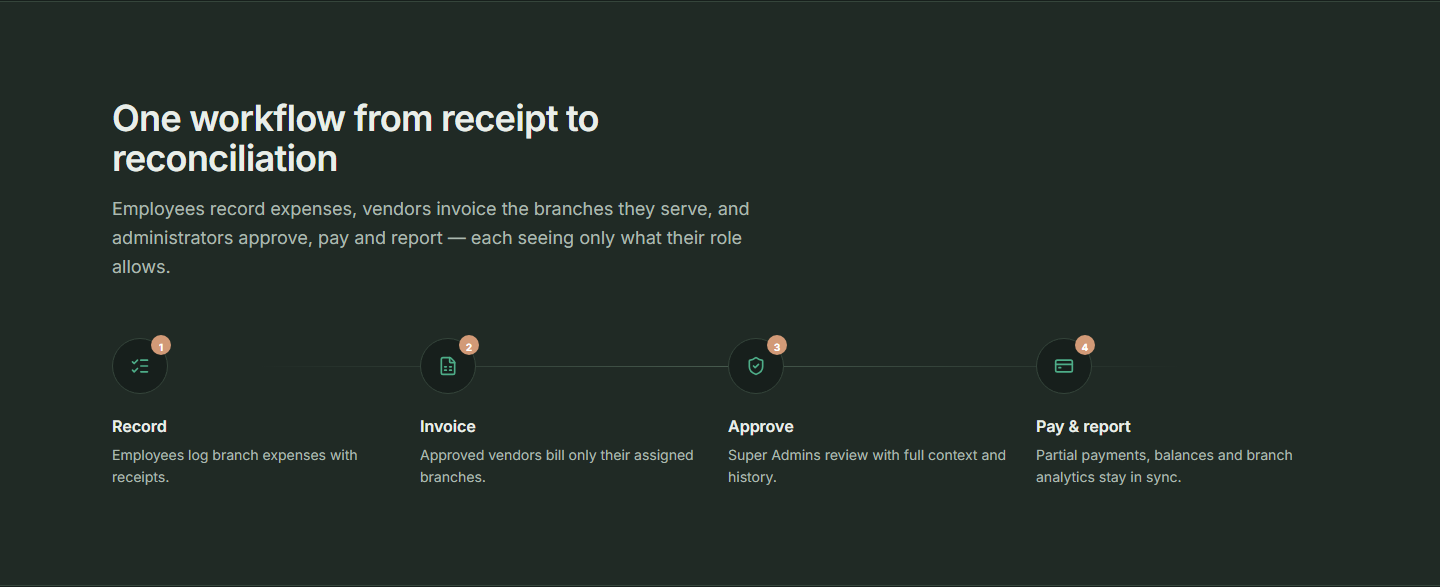 One workflow from receipt to
reconciliation
Employees record expenses, vendors invoice the branches they serve, and
administrators approve, pay and report — each seeing only what their role
allows.
1
2
3
4
Record
Invoice
Approve
Pay & report
Employees log branch expenses with
receipts.
Approved vendors bill only their assigned
branches.
Super Admins review with full context and
history.
Partial payments, balances and branch
analytics stay in sync.